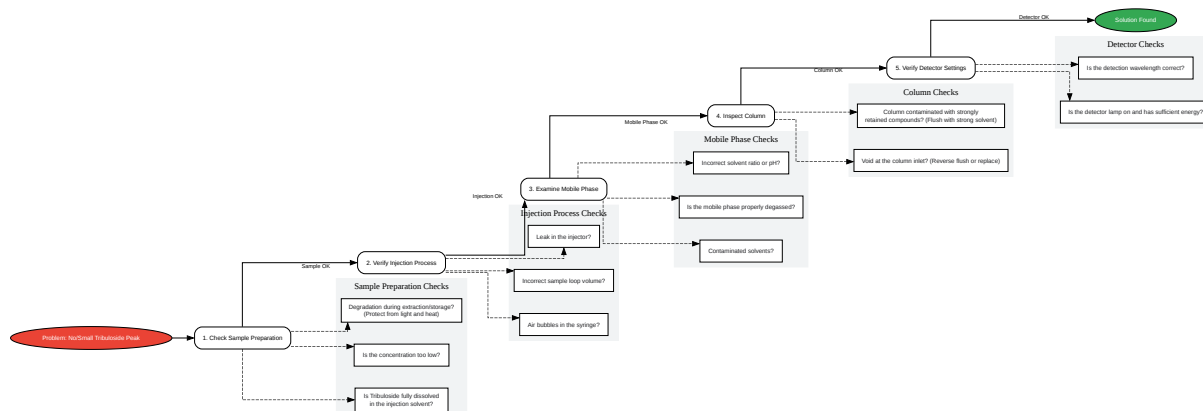 Detector OK
Solution Found
Detector Checks
Is the detection wavelength correct?
Is the detector lamp on and has sufficient energy?
5. Verify Detector Settings
Column OK
Column Checks
Column contaminated with strongly
retained compounds? (Flush with strong solvent)
Void at the column inlet? (Reverse flush or replace)
4. Inspect Column
Mobile Phase OK
Mobile Phase Checks
Incorrect solvent ratio or pH?
Is the mobile phase properly degassed?
Contaminated solvents?
3. Examine Mobile Phase
Injection OK
Injection Process Checks
Leak in the injector?
Incorrect sample loop volume?
Air bubbles in the syringe?
2. Verify Injection Process
Sample OK
Sample Preparation Checks
Degradation during extraction/storage?
(Protect from light and heat)
Is the concentration too low?
Is Tribuloside fully dissolved
in the injection solvent?
1. Check Sample Preparation
Problem: No/Small Tribuloside Peak